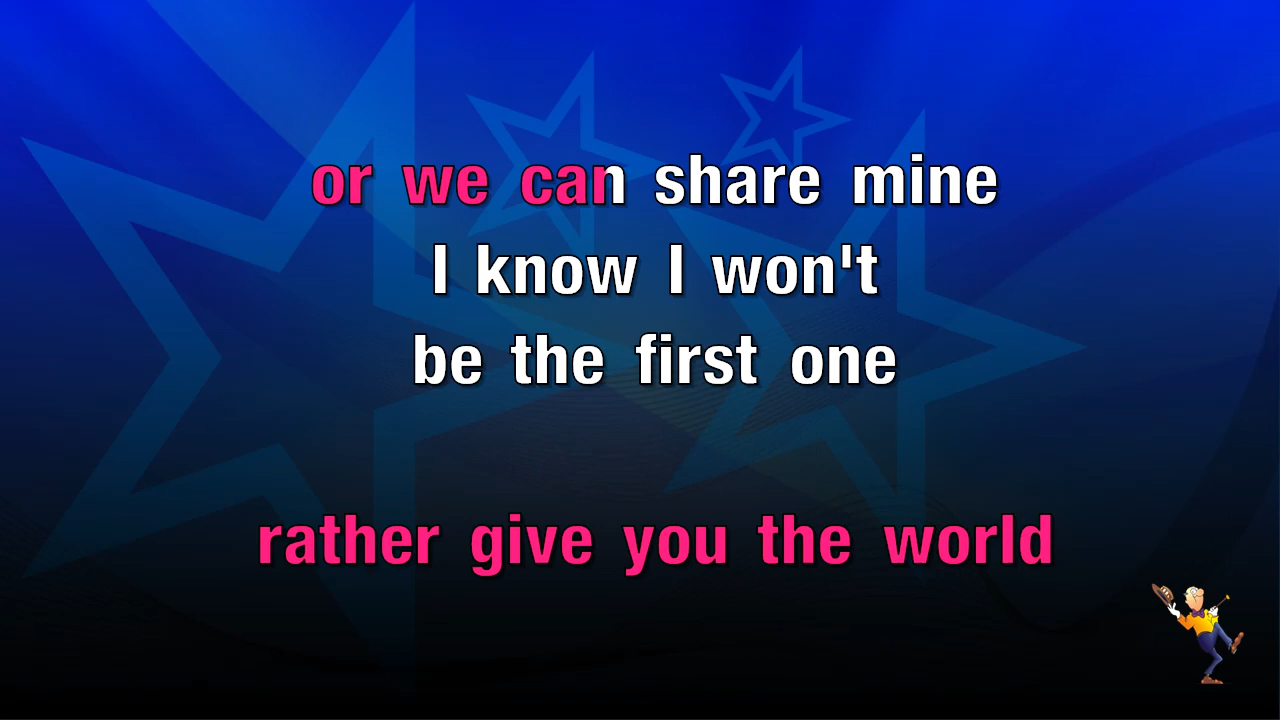 or we can share mine
I know I won't
be the first one
rather give you the world